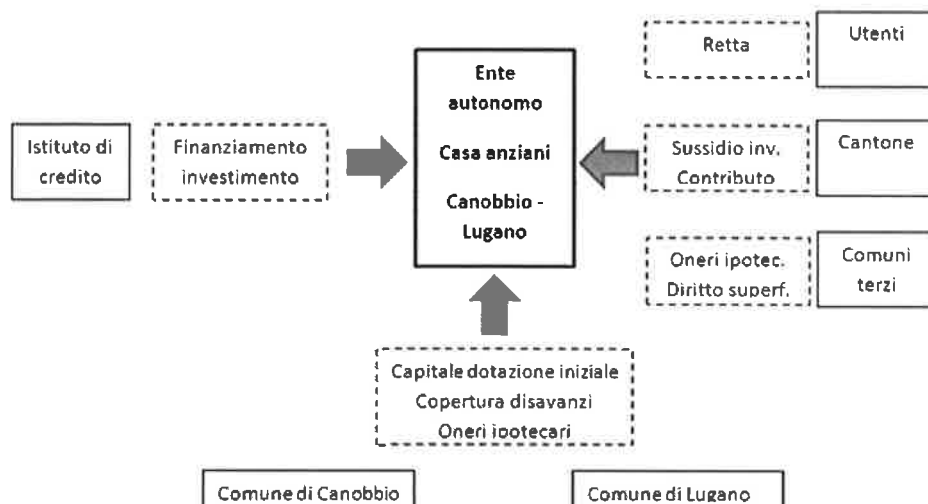 Ente
autonomo
Casa anziani
Canobbio -
Lugano
Istituto di
credito
Finanziamento
investimento
Retta
Utenti
Sussidio inv.
Contributo
Cantone
Oneri ipotec.
Diritto superf.
Comuni
terzi
Capitale dotazione iniziale
Copertura disavanzi
Oneri ipotecari
Comune di Canobbio
Comune di Lugano